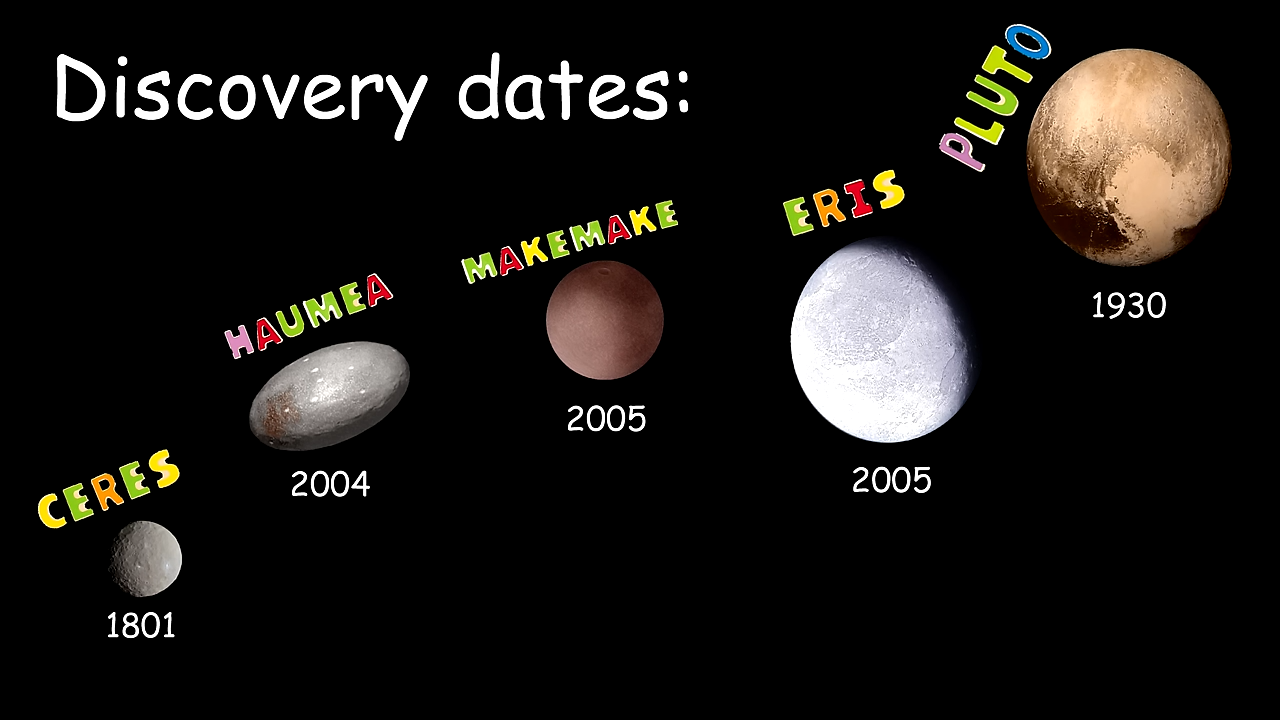 Discovery dates:
CERES
1801
HAUMEA
2004
MAKEMAKE
2005
ERIS
2005
PLUTO
1930